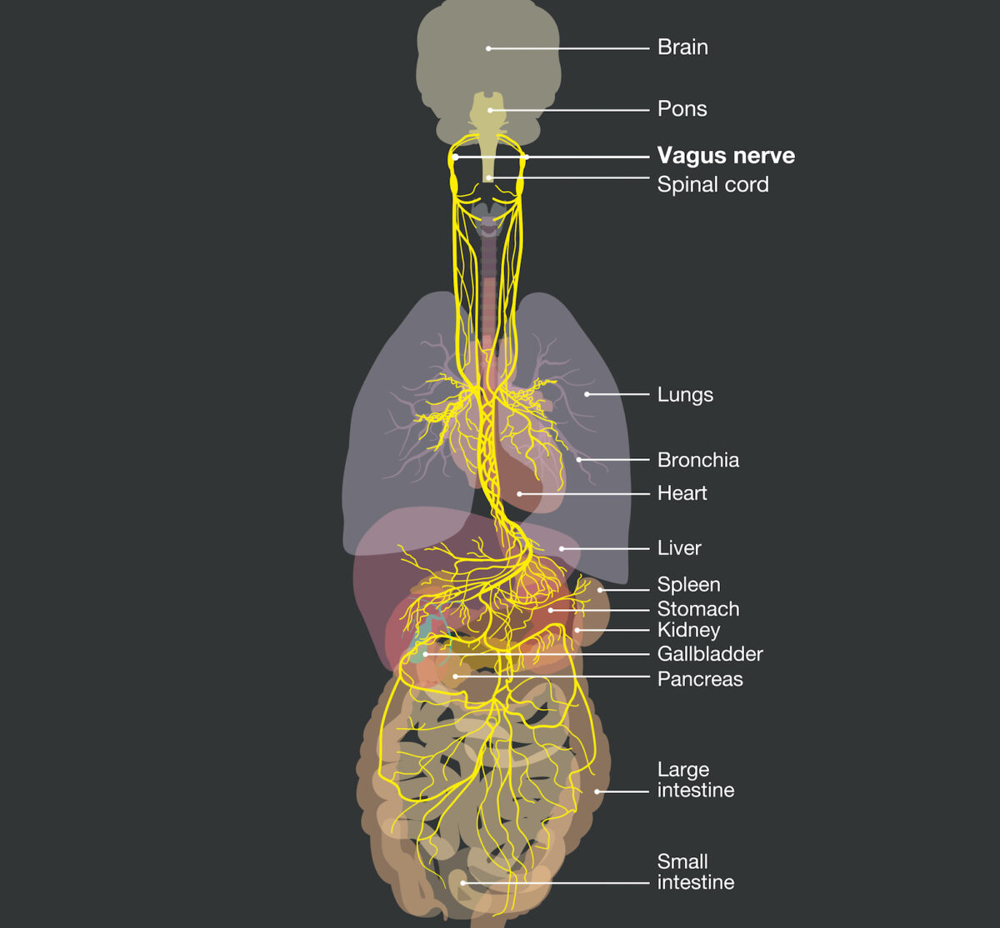 Brain
Pons
Vagus nerve
Spinal cord
Lungs
Bronchia
Heart
Liver
Spleen
Stomach
Kidney
Gallbladder
Pancreas
Large
intestine
Small
intestine